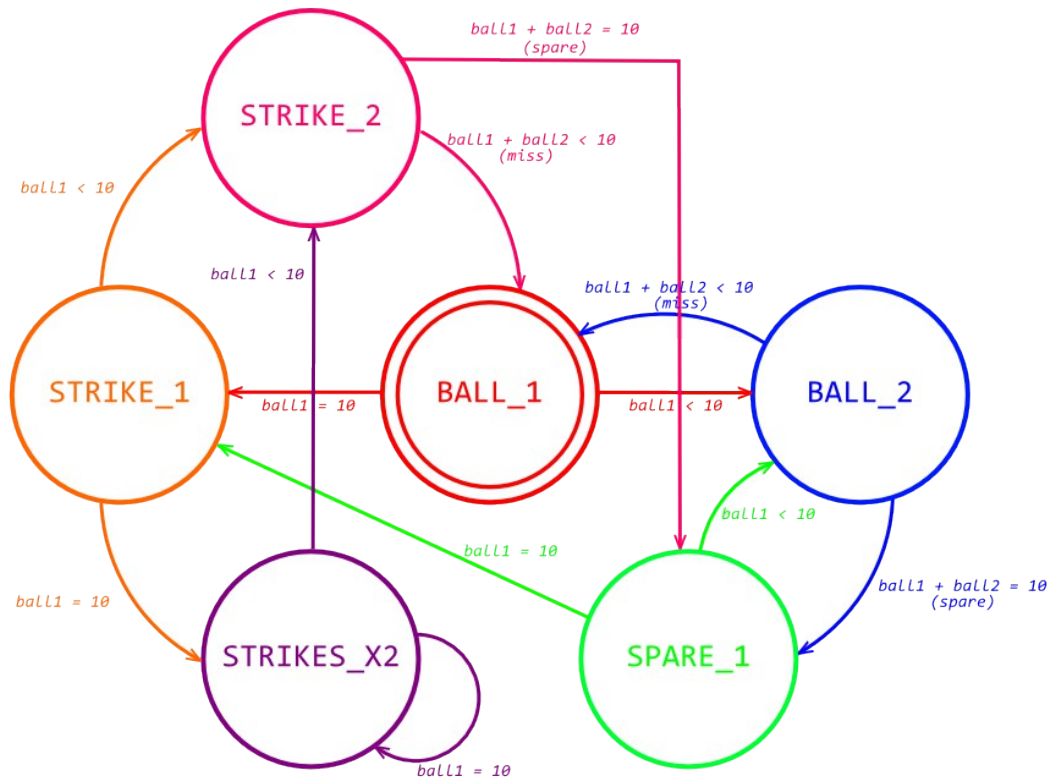 ball1 + ball2 = 10
(spare)
STRIKE_2
ball1 + ball2 < 10
(miss)
ball1 < 10
ball1 < 10
ball1 + ball2 < 10
(miss)
STRIKE_1
BALL_1
BALL_2
ball1 = 10
ball1 < 10
ball1 < 10
ball1 = 10
ball1 + ball2 = 10
(spare)
ball1 = 10
STRIKES_X2
SPARE_1
ball1 = 10